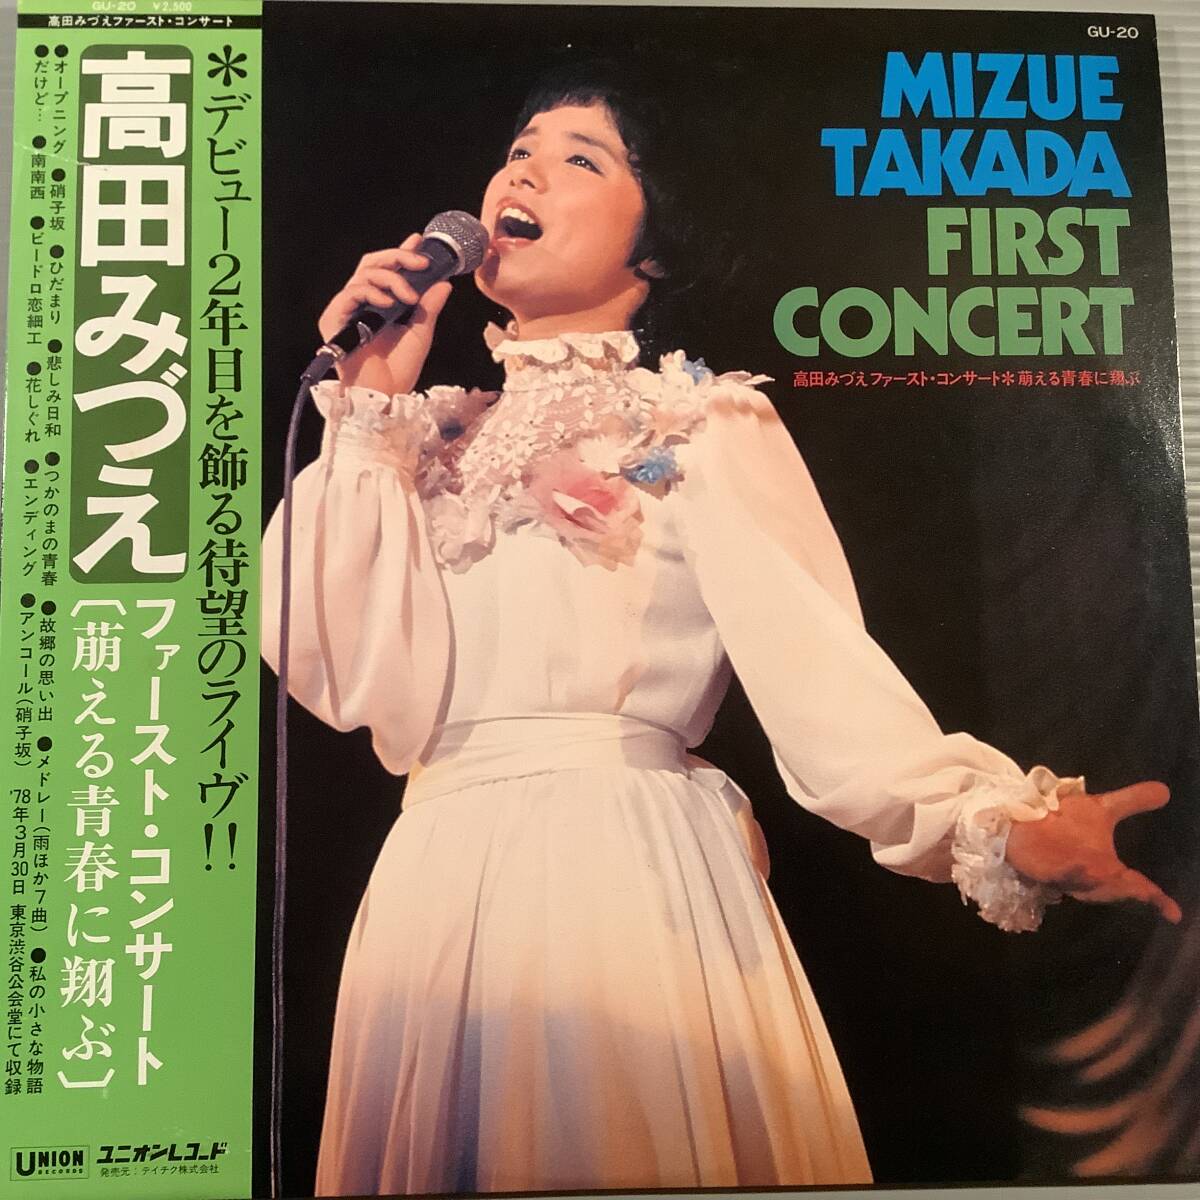 GU-20 ¥2,500
高田みづえファースト・コンサート
＊デビュー2年目を飾る待望のライヴ!!
高田みづえ
ファースト・コンサート
〔萠える青春に翔ぶ〕
●オープニング ●硝子坂 ●ひだまり ●悲しみ日和 ●つかのまの青春 ●故郷の思い出 ●メドレー(雨ほか7曲) ●私の小さな物語
●だけど… ●南南西 ●ビードロ恋細工 ●花しぐれ ●エンディング ●アンコール(硝子坂) '78年3月30日 東京渋谷公会堂にて収録
UNION
RECORDS
ユニオンレコード
発売元：テイチク株式会社
GU-20
MIZUE
TAKADA
FIRST
CONCERT
高田みづえファースト・コンサート＊萠える青春に翔ぶ